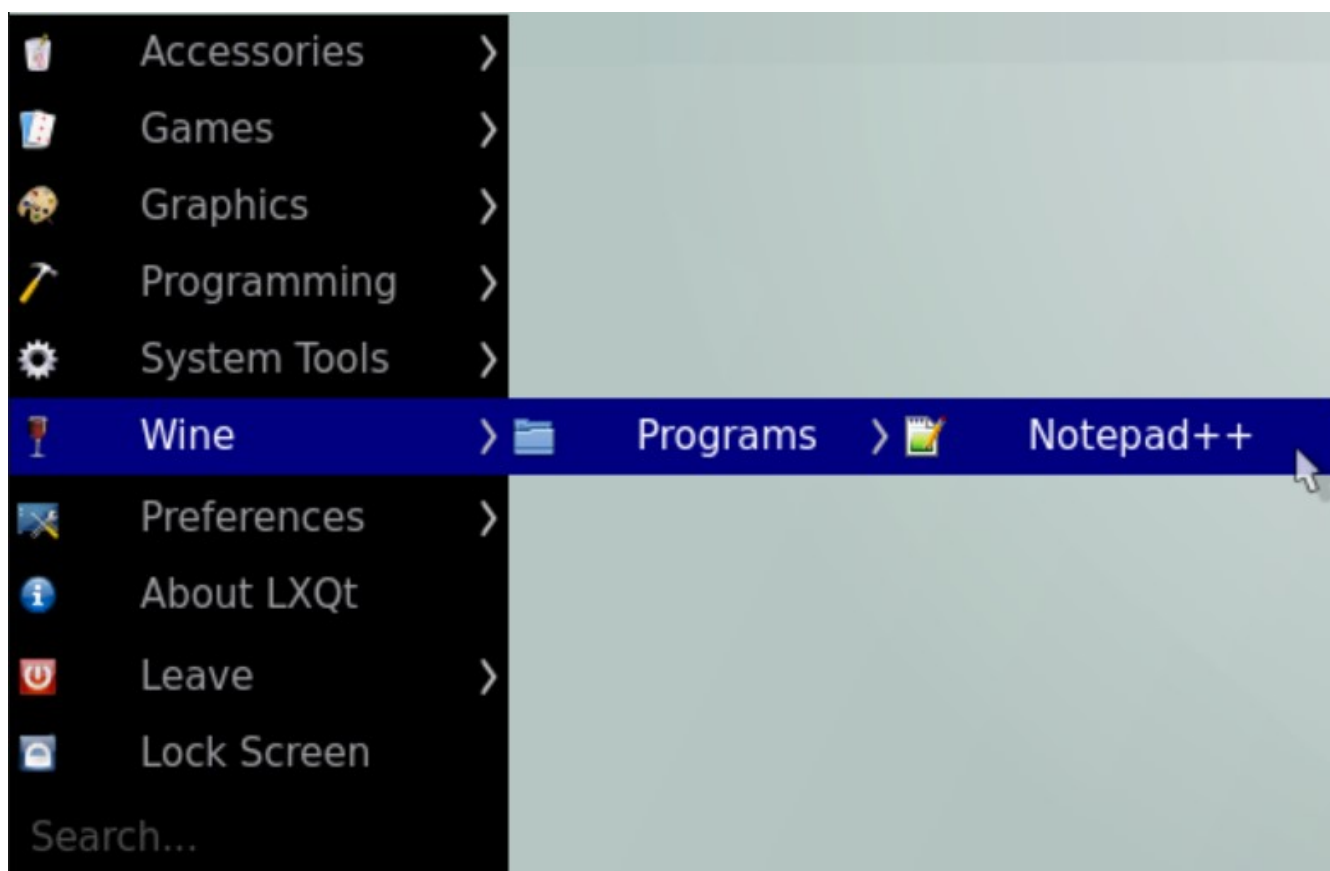 Accessories
Games
Graphics
Programming
System Tools
Wine Programs Notepad++
Preferences
About LXQt
Leave
Lock Screen
Search...